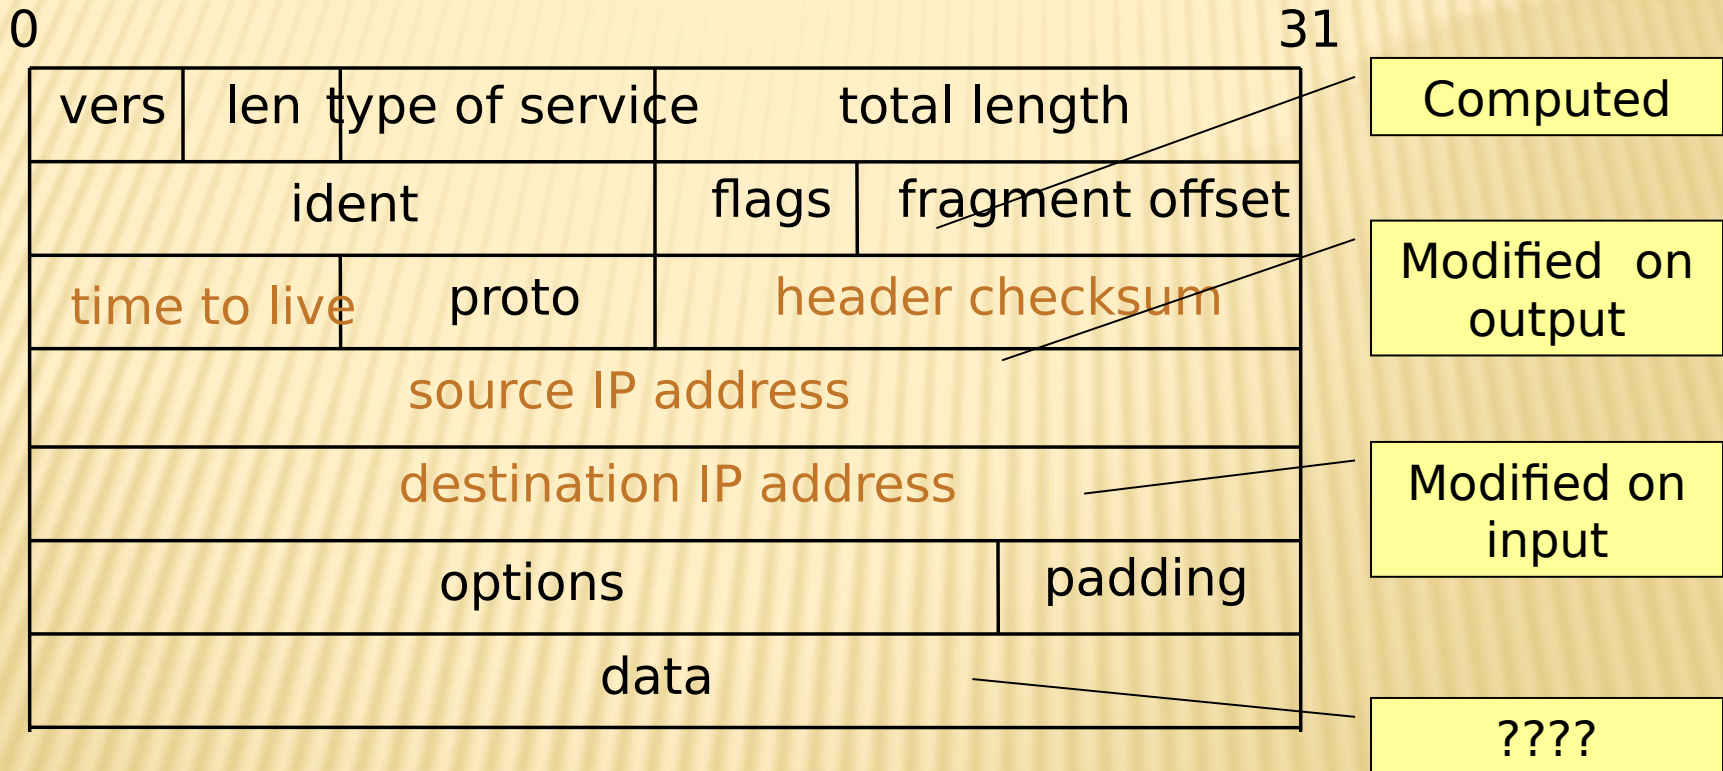 0 31
vers len type of service total length
Computed
ident flags fragment offset
Modified on
output
time to live proto header checksum
source IP address
destination IP address
Modified on
input
options padding
data
????